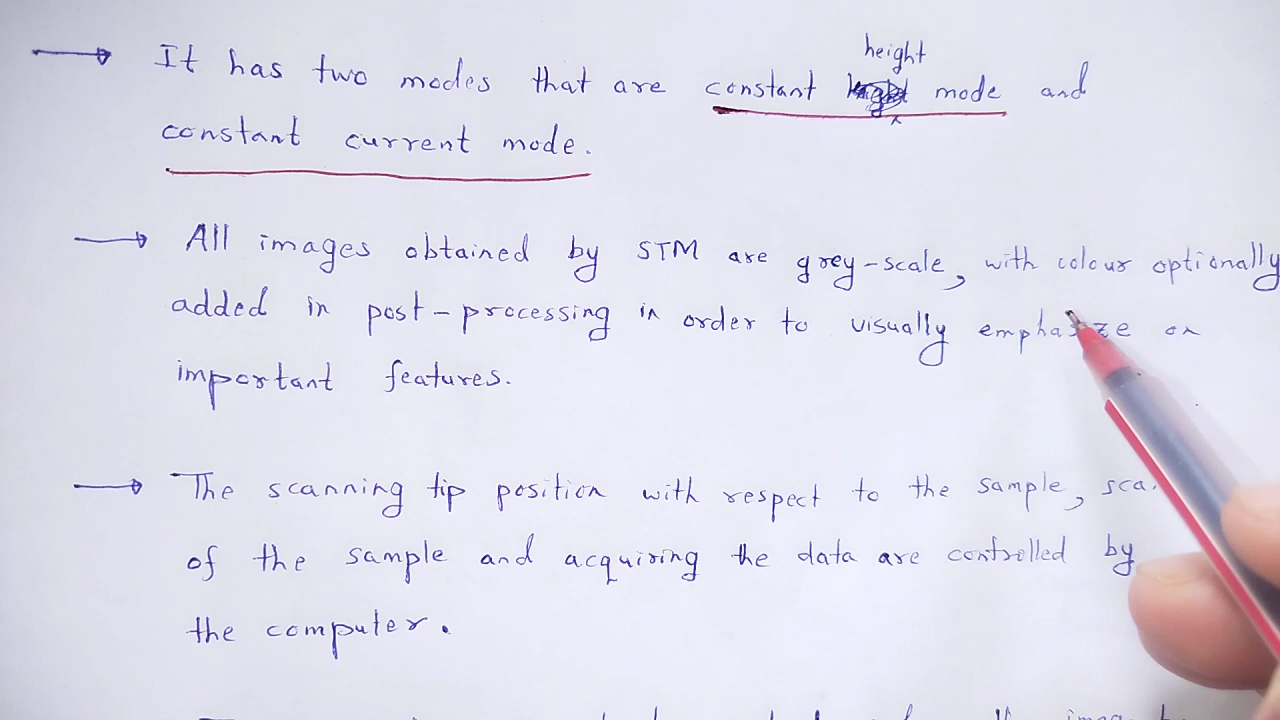 height
→ It has two modes that are constant mode and
constant current mode.
→ All images obtained by STM are grey-scale, with colour optionally
added in post-processing in order to visually emphasize on
important features.
→ The scanning tip position with respect to the sample,
of the sample and acquiring the data are controlled by
the computer.